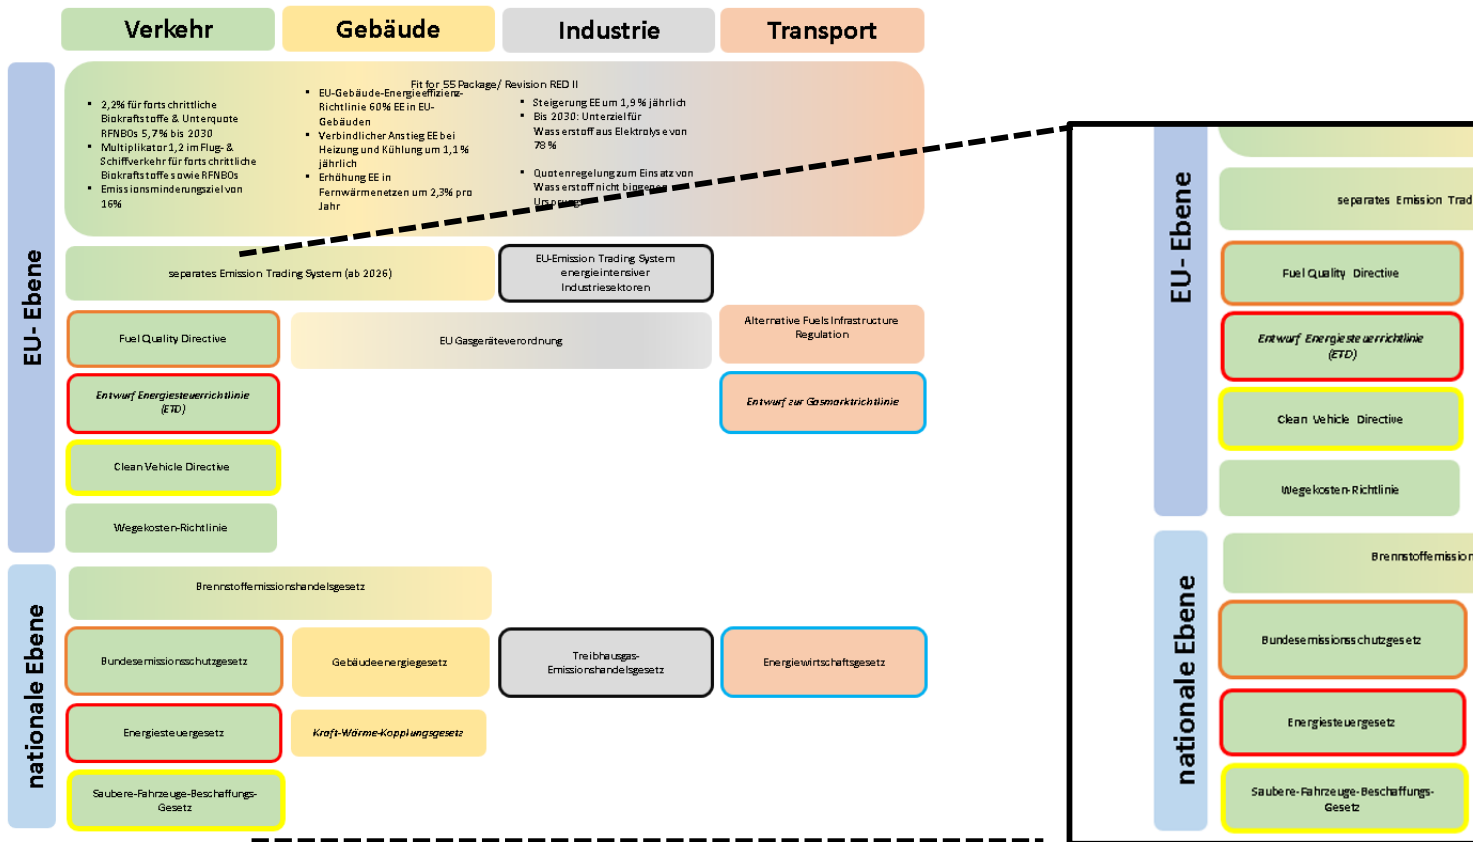 Verkehr
Gebäude
Industrie
Transport
EU- Ebene
Fit for 55 Package/ Revision RED II
▪ 2,2% für fortschrittliche
Biokraftstoffe & Unterquote
RFNBOs 5,7% bis 2030
▪ Multiplikator 1,2 im Flug- &
Schiffverkehr für fortschrittliche
Biokraftstoffe sowie RFNBOs
▪ Emissionsminderungsziel von
16%
▪ EU-Gebäude-Energieeffizienz-
Richtlinie 60% EE in EU-
Gebäuden
▪ Verbindlicher Anstieg EE bei
Heizung und Kühlung um 1,1%
jährlich
▪ Erhöhung EE in
Fernwärmenetzen um 2,3% pro
Jahr
▪ Steigerung EE um 1,9% jährlich
▪ Bis 2030: Unterziel für
Wasserstoff aus Elektrolyse von
78%
▪ Quotenregelung zum Einsatz von
Wasserstoff nicht biogenen
Ursprungs
separates Emission Trading System (ab 2026)
EU-Emission Trading System
energieintensiver
Industriesektoren
Fuel Quality Directive
EU Gasgeräteverordnung
Alternative Fuels Infrastructure
Regulation
Entwurf Energiesteuerrichtlinie
(ETD)
Entwurf zur Gasmarktrichtlinie
Clean Vehicle Directive
Wegekosten-Richtlinie
nationale Ebene
Brennstoffemissionshandelsgesetz
Bundesemissionsschutzgesetz
Gebäudeenergiegesetz
Treibhausgas-
Emissionshandelsgesetz
Energiewirtschaftsgesetz
Energiesteuergesetz
Kraft-Wärme-Kopplungsgesetz
Saubere-Fahrzeuge-Beschaffungs-
Gesetz
EU- Ebene
separates Emission Trad
Fuel Quality Directive
Entwurf Energiesteuerrichtlinie
(ETD)
Clean Vehicle Directive
Wegekosten-Richtlinie
nationale Ebene
Brennstoffemission
Bundesemissionsschutzgesetz
Energiesteuergesetz
Saubere-Fahrzeuge-Beschaffungs-
Gesetz